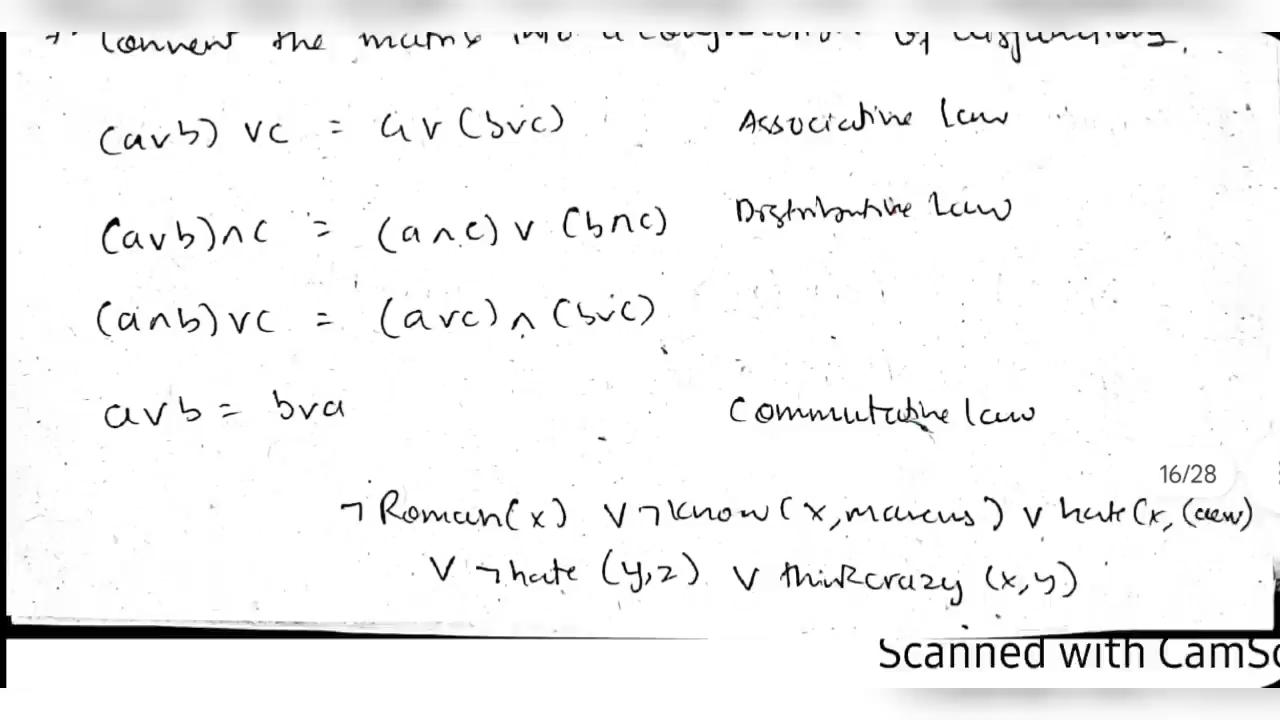 7. Convert the matrix into a conjunction of disjunctions.
(a∨b) ∨c = a ∨ (b∨c) Associative law
(a∨b)∧c = (a∧c) ∨ (b∧c) Distributive law
(a∧b)∨c = (a∨c) ∧ (b∨c)
a∨b = b∨a Commutative law
16/28
¬Roman(x) ∨ ¬know(x, marcus) ∨ hate(x,
∨ ¬hate (y,z) ∨ thinkcrazy (x,y)
Scanned with CamSc